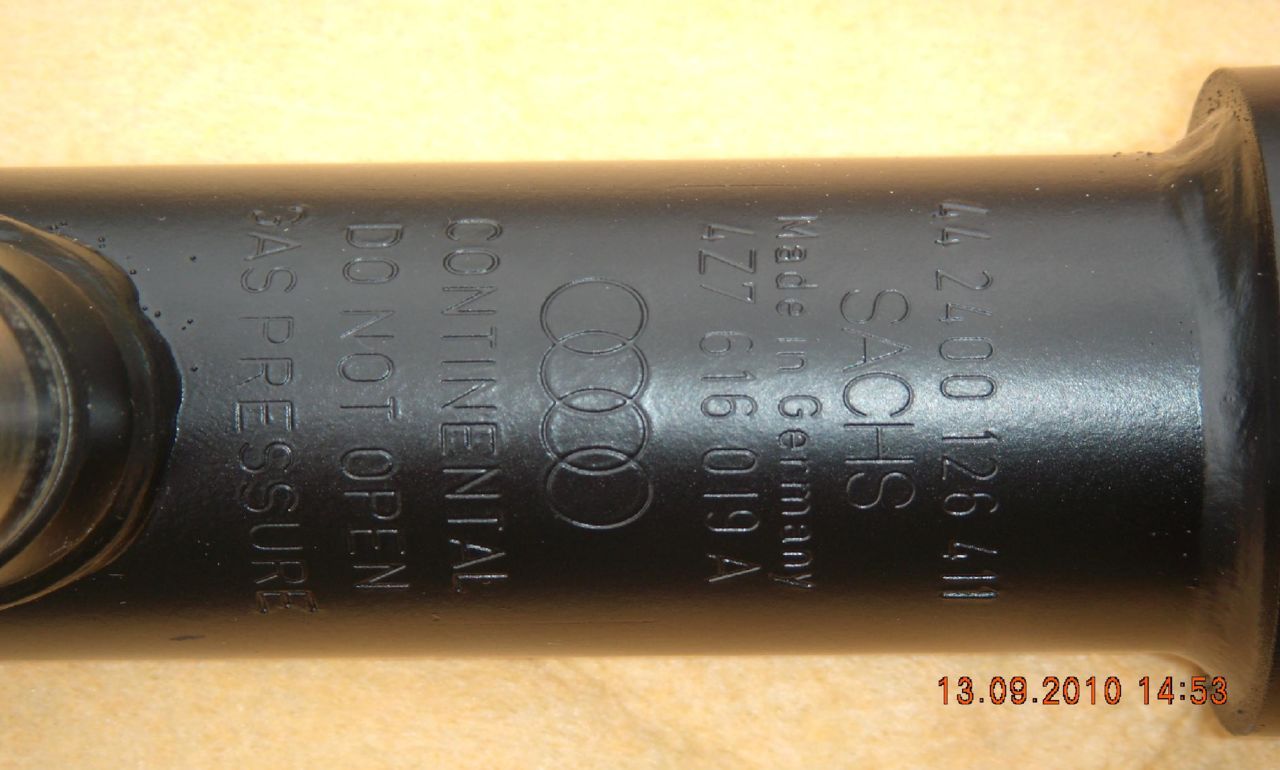 44 2400 126 411
SACHS
Made in Germany
4Z7 616 019 A
CONTINENTAL
DO NOT OPEN
GAS PRESSURE
13.09.2010 14:53